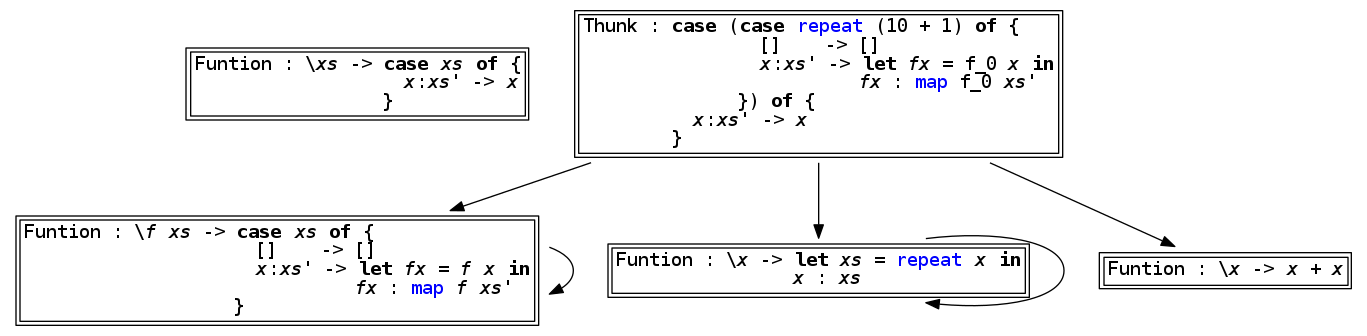 Funtion : \xs -> case xs of {
x:xs' -> x
}
Thunk : case (case repeat (10 + 1) of {
[] -> []
x:xs' -> let fx = f_0 x in
fx : map f_0 xs'
}) of {
x:xs' -> x
}
Funtion : \f xs -> case xs of {
[] -> []
x:xs' -> let fx = f x in
fx : map f xs'
}
Funtion : \x -> let xs = repeat x in
x : xs
Funtion : \x -> x + x